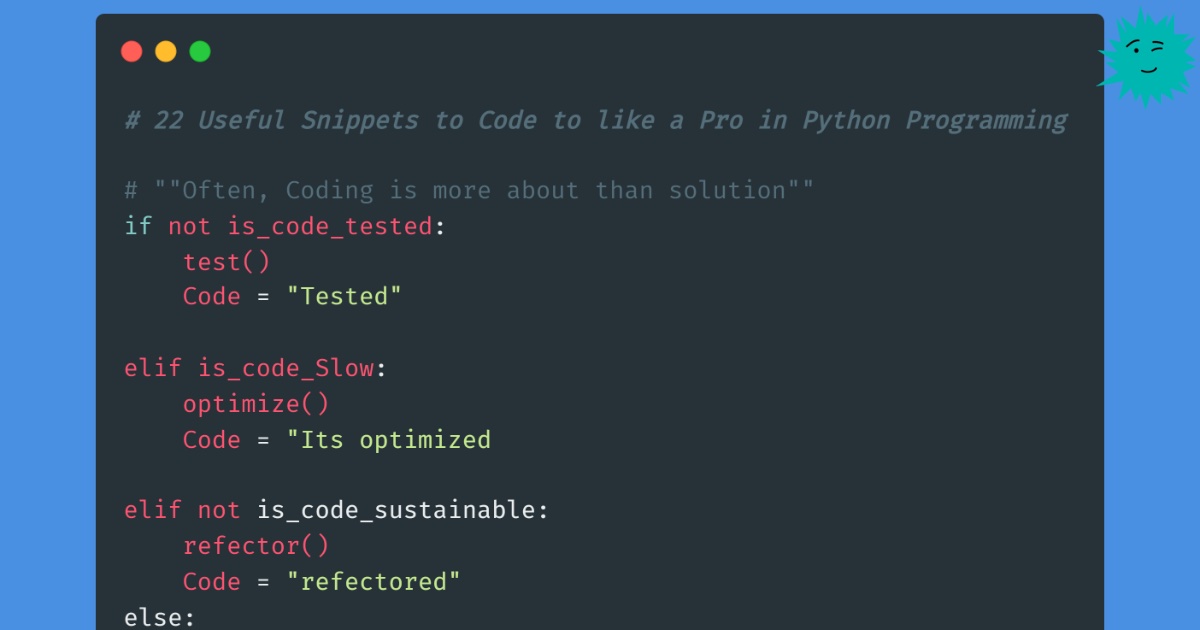 # 22 Useful Snippets to Code to like a Pro in Python Programming
# ""Often, Coding is more about than solution""
if not is_code_tested:
    test()
    Code = "Tested"
elif is_code_Slow:
    optimize()
    Code = "Its optimized
elif not is_code_sustainable:
    refector()
    Code = "refectored"
else: